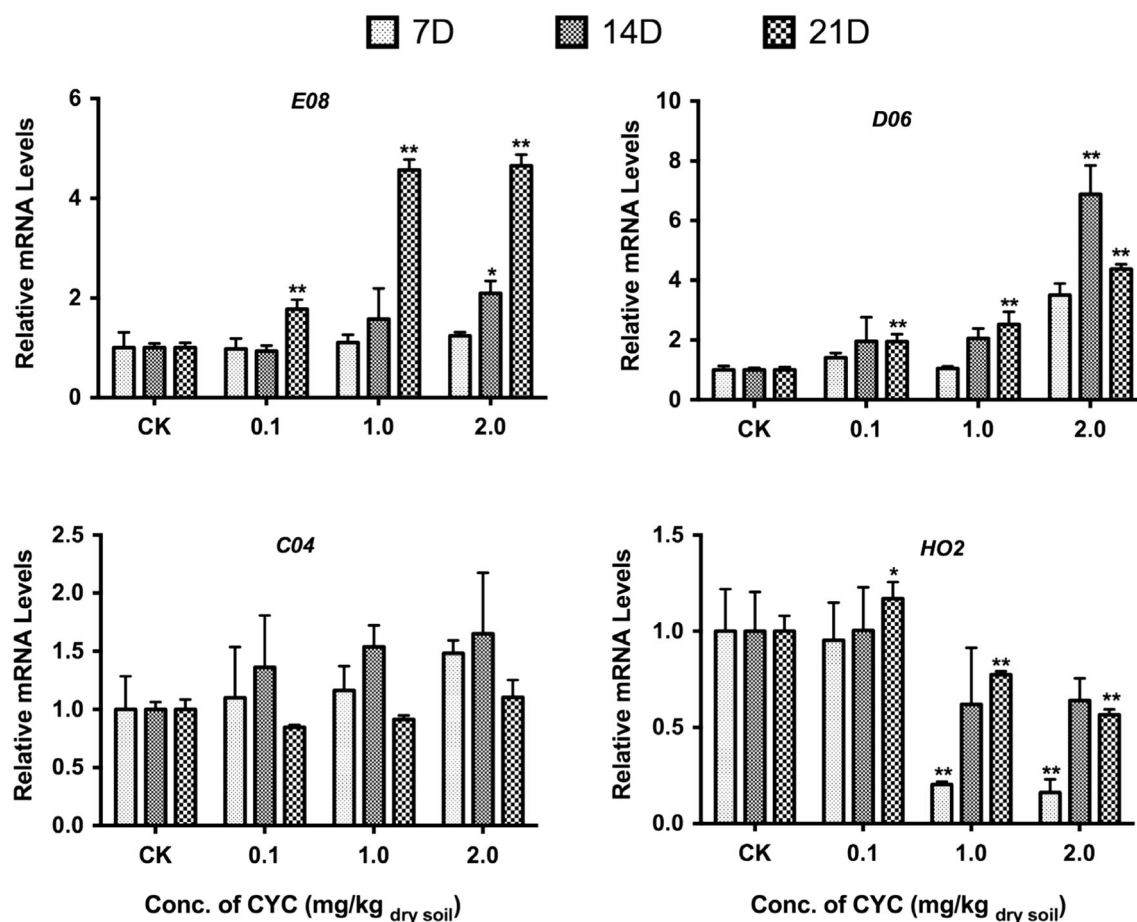 7D 14D 21D
E08
Relative mRNA Levels
6
4
2
0
** ** * **
CK 0.1 1.0 2.0
D06
Relative mRNA Levels
10
8
6
4
2
0
** ** ** **
CK 0.1 1.0 2.0
C04
Relative mRNA Levels
2.5
2.0
1.5
1.0
0.5
0.0
CK 0.1 1.0 2.0
Conc. of CYC (mg/kg dry soil)
HO2
Relative mRNA Levels
1.5
1.0
0.5
0.0
* ** ** ** **
CK 0.1 1.0 2.0
Conc. of CYC (mg/kg dry soil)